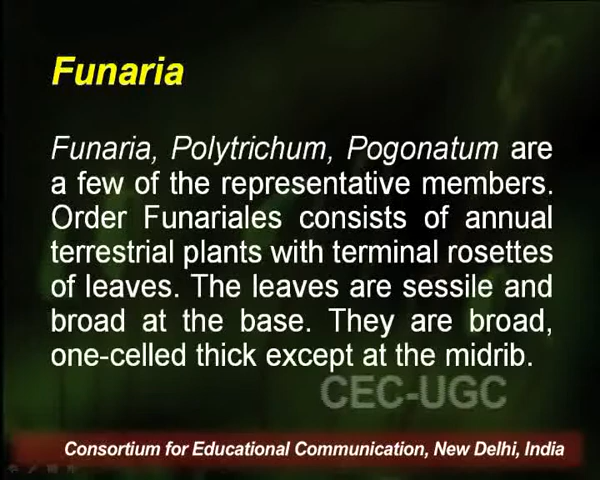 Funaria
Funaria, Polytrichum, Pogonatum are
a few of the representative members.
Order Funariales consists of annual
terrestrial plants with terminal rosettes
of leaves. The leaves are sessile and
broad at the base. They are broad,
one-celled thick except at the midrib.
CEC-UGC
Consortium for Educational Communication, New Delhi, India